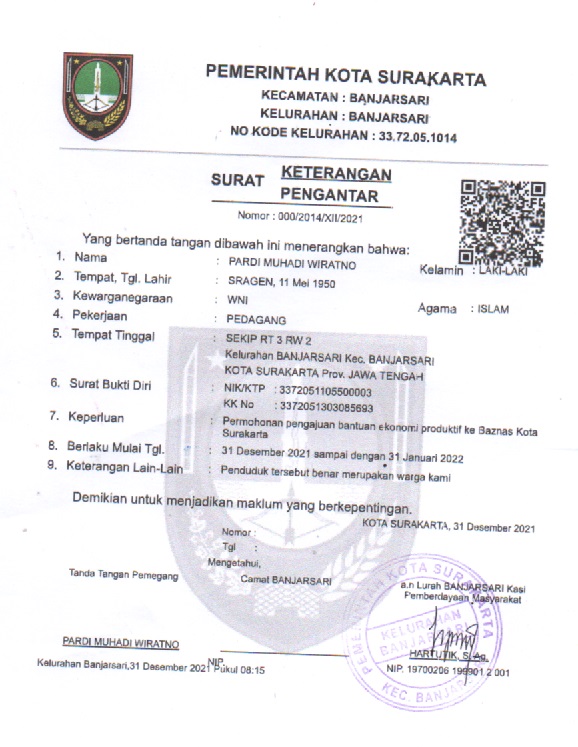 PEMERINTAH KOTA SURAKARTA
KECAMATAN : BANJARSARI
KELURAHAN : BANJARSARI
NO KODE KELURAHAN : 33.72.05.1014
SURAT KETERANGAN
PENGANTAR
Nomor : 000/2014/XII/2021
Yang bertanda tangan dibawah ini menerangkan bahwa:
1. Nama : PARDI MUHADI WIRATNO Kelamin : LAKI-LAKI
2. Tempat, Tgl. Lahir : SRAGEN, 11 Mei 1950
3. Kewarganegaraan : WNI Agama : ISLAM
4. Pekerjaan : PEDAGANG
5. Tempat Tinggal : SEKIP RT 3 RW 2
Kelurahan BANJARSARI Kec. BANJARSARI
KOTA SURAKARTA Prov. JAWA TENGAH
6. Surat Bukti Diri : NIK/KTP : 3372051105500003
KK No : 3372051303085693
7. Keperluan : Permohonan pengajuan bantuan ekonomi produktif ke Baznas Kota
Surakarta
8. Berlaku Mulai Tgl. : 31 Desember 2021 sampai dengan 31 Januari 2022
9. Keterangan Lain-Lain : Penduduk tersebut benar merupakan warga kami
Demikian untuk menjadikan maklum yang berkepentingan.
KOTA SURAKARTA, 31 Desember 2021
Nomor :
Tgl :
Mengetahui,
Tanda Tangan Pemegang Camat BANJARSARI a.n Lurah BANJARSARI Kasi
Pemberdayaan Masyarakat
PEMERINTAH KOTA SURAKARTA
KELURAHAN
BANJARSARI
KEC. BANJARSARI
PARDI MUHADI WIRATNO HARTUTIK, S. Ag.
NIP. NIP. 19700206 199901 2 001
Kelurahan Banjarsari,31 Desember 2021 Pukul 08:15